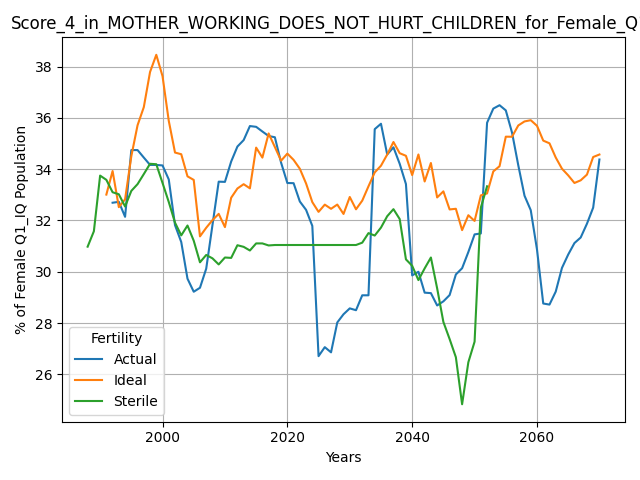 Score_4_in_MOTHER_WORKING_DOES_NOT_HURT_CHILDREN_for_Female_Q
% of Female Q1_IQ Population
38
36
34
32
30
28
26
Fertility
Actual
Ideal
Sterile
2000
2020
2040
2060
Years